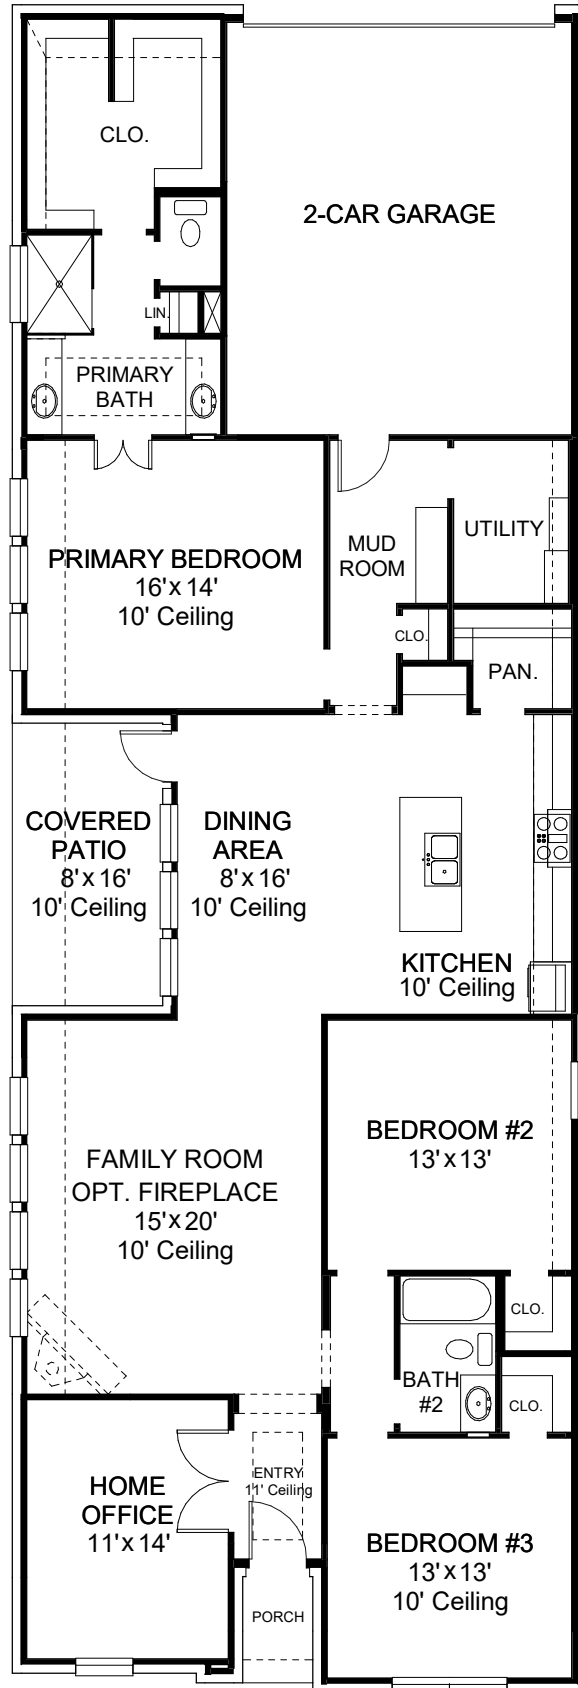 CLO.
2-CAR GARAGE
LIN.
PRIMARY
BATH
PRIMARY BEDROOM
16' x 14'
10' Ceiling
MUD
ROOM
UTILITY
CLO.
PAN.
COVERED
PATIO
8' x 16'
10' Ceiling
DINING
AREA
8' x 16'
10' Ceiling
KITCHEN
10' Ceiling
FAMILY ROOM
OPT. FIREPLACE
15' x 20'
10' Ceiling
BEDROOM #2
13' x 13'
CLO.
BATH
#2
CLO.
HOME
OFFICE
11' x 14'
ENTRY
11' Ceiling
BEDROOM #3
13' x 13'
10' Ceiling
PORCH